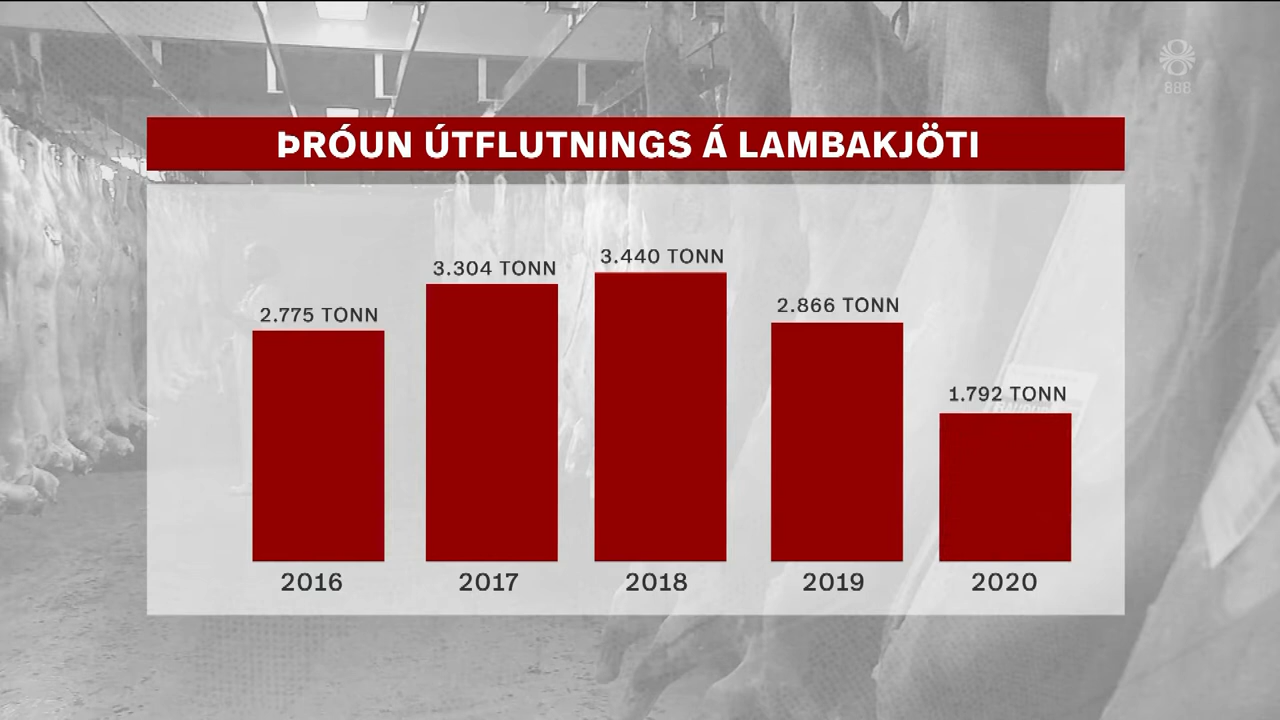 888
ÞRÓUN ÚTFLUTNINGS Á LAMBAKJÖTI
2.775 TONN
3.304 TONN
3.440 TONN
2.866 TONN
1.792 TONN
2016
2017
2018
2019
2020